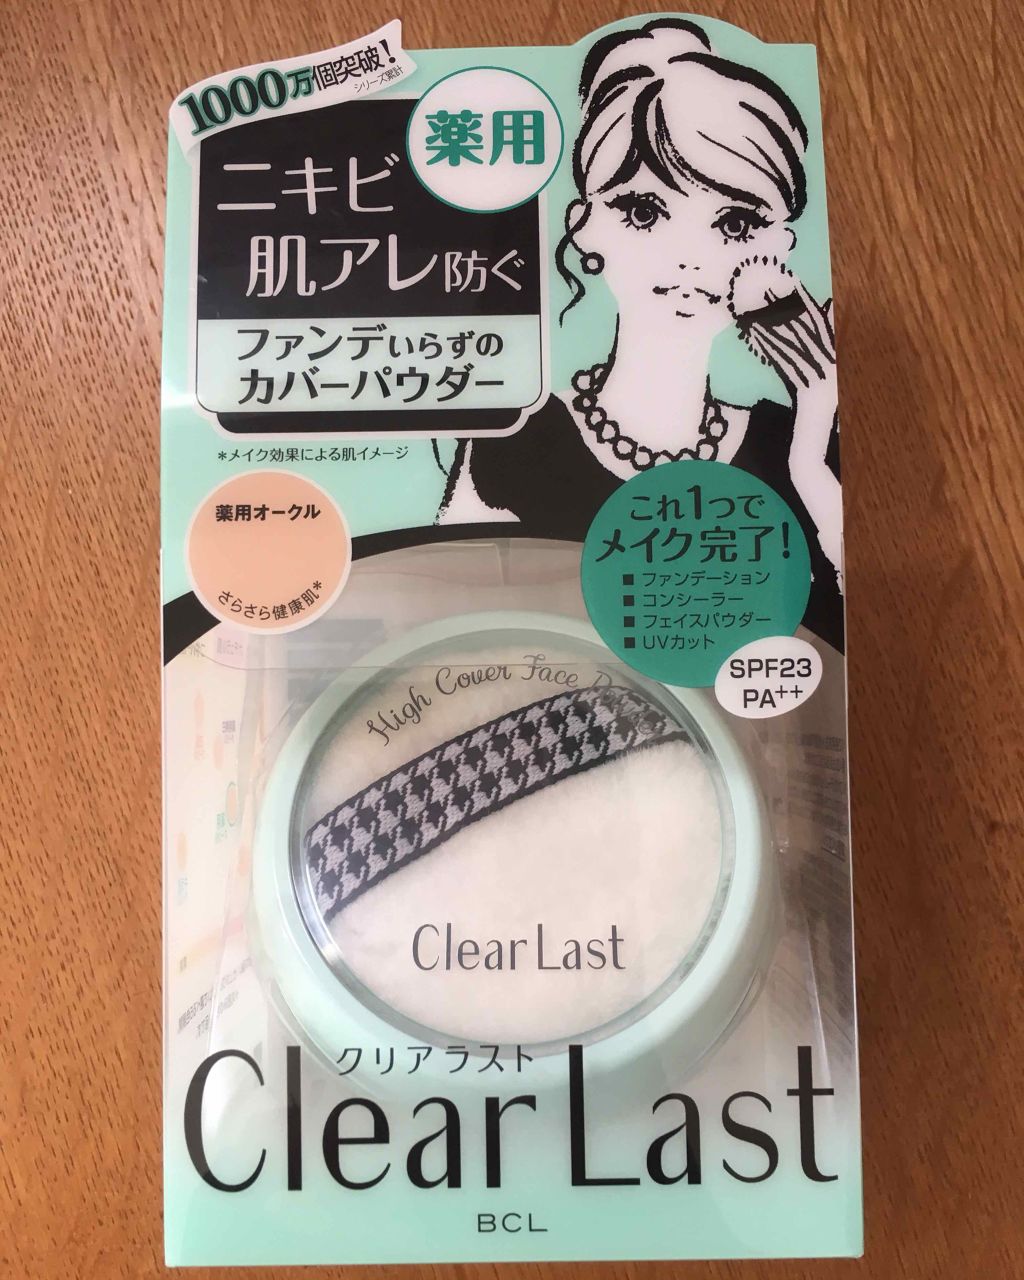 1000万個突破!
シリーズ累計
薬用
ニキビ
肌アレ防ぐ
ファンデいらずの
カバーパウダー
*メイク効果による肌イメージ
薬用オークル
さらさら健康肌*
これ1つで
メイク完了!
■ ファンデーション
■ コンシーラー
■ フェイスパウダー
■ UVカット
SPF23
PA++
High Cover Face
Clear Last
クリアラスト
Clear Last
BCL